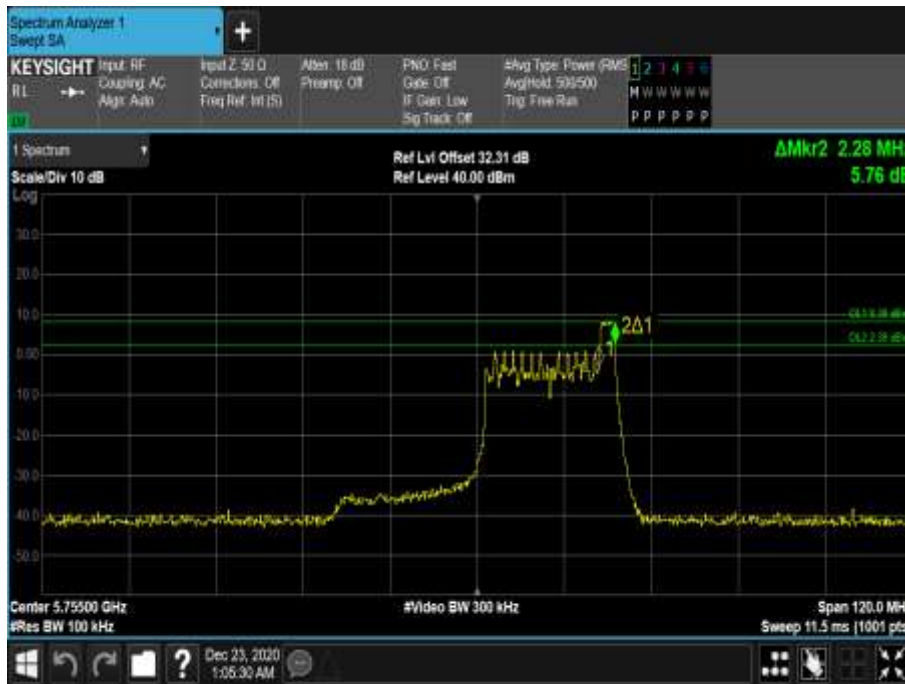 Spectrum Analyzer 1
Swept SA
+
KEYSIGHT
Input: RF
Coupling: AC
Align: Auto
Input Z: 50 Ω
Corrections: Off
Freq Ref: Int (S)
Atten: 18 dB
Preamp: Off
PNO: Fast
Gate: Off
IF Gain: Low
Sig Track: Off
#Avg Type: Power (RMS
Avg|Hold: 500/500
Trig: Free Run
1 2 3 4 5 6
M W W W W W
P P P P P P
1 Spectrum
Scale/Div 10 dB
Ref Lvl Offset 32.31 dB
Ref Level 40.00 dBm
ΔMkr2 2.28 MH
5.76 dB
Log
30.0
20.0
10.0
0.00
-10.0
-20.0
-30.0
-40.0
-50.0
2Δ1
Center 5.75500 GHz
#Res BW 100 kHz
#Video BW 300 kHz
Span 120.0 MH
Sweep 11.5 ms (1001 pts
?
Dec 23, 2020
1:05:30 AM